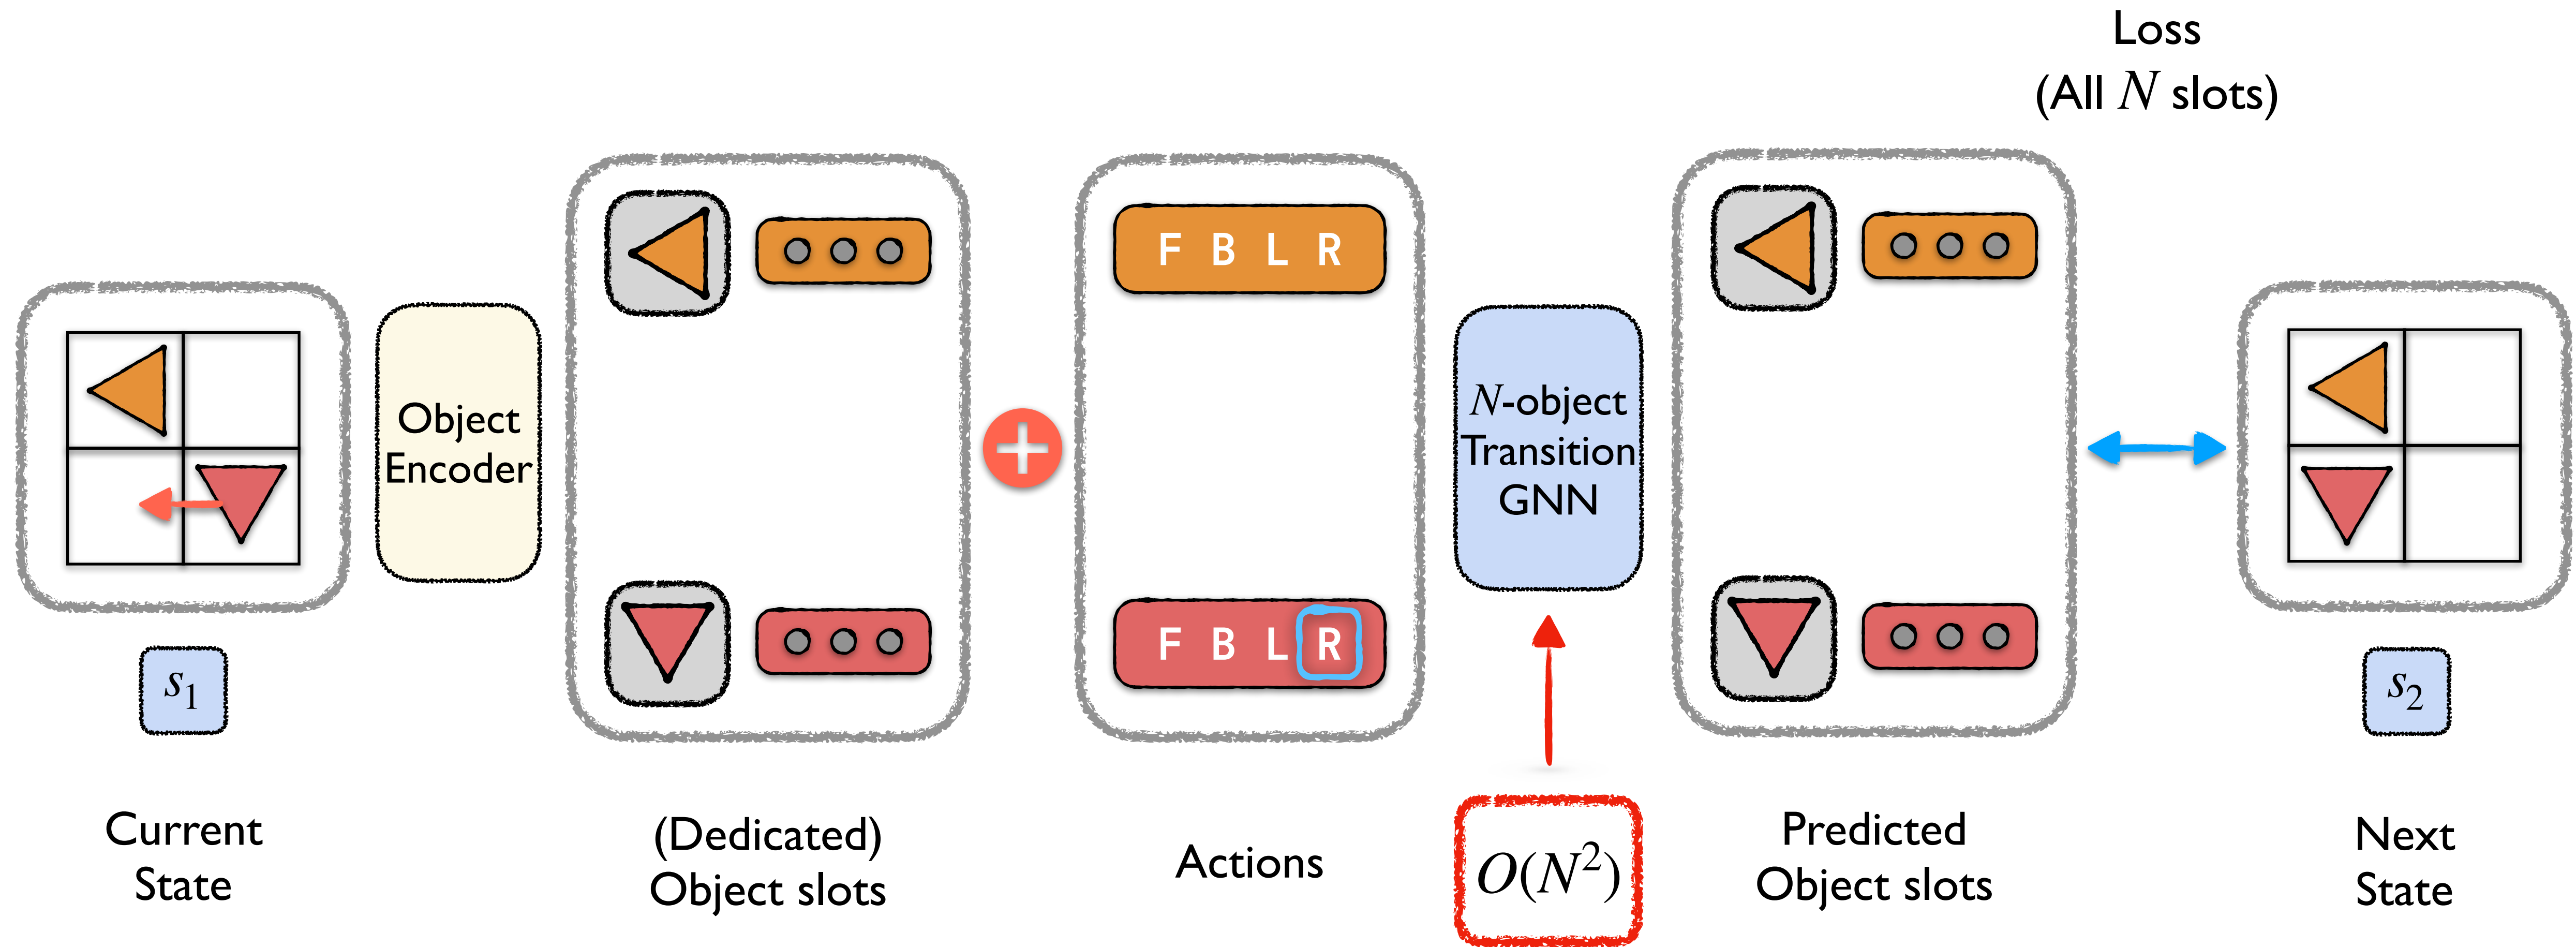 Loss
(All N slots)
F B L R
Object
Encoder
N-object
Transition
GNN
F B L R
s₁
s₂
Current
State
(Dedicated)
Object slots
Actions
O(N²)
Predicted
Object slots
Next
State